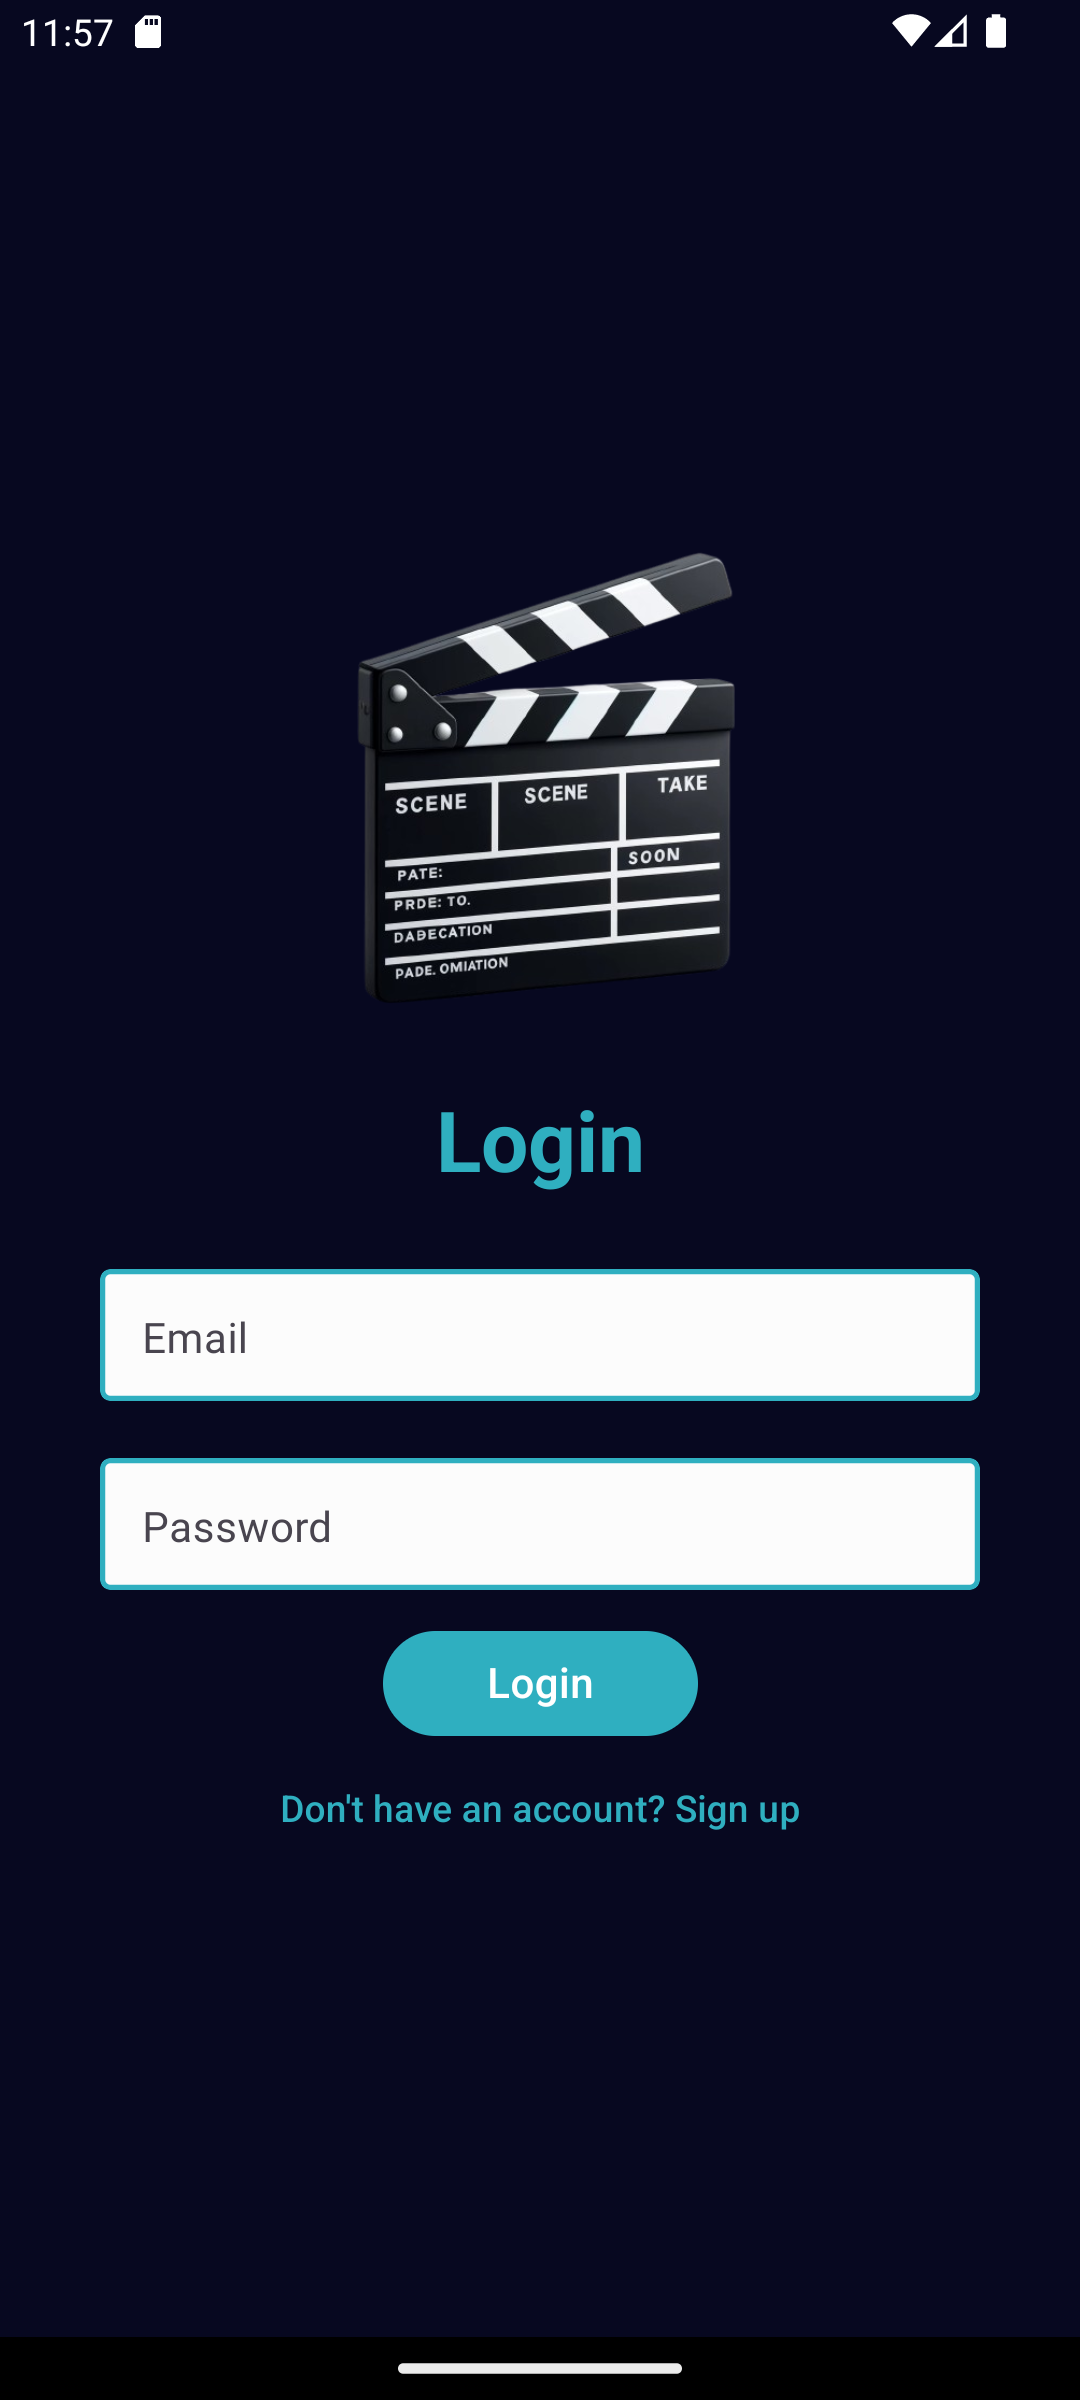 11:57
SCENE SCENE TAKE
PATE: SOON
PRDE: TO.
DABECATION
PADE. OMIATION
Login
Email
Password
Login
Don't have an account? Sign up